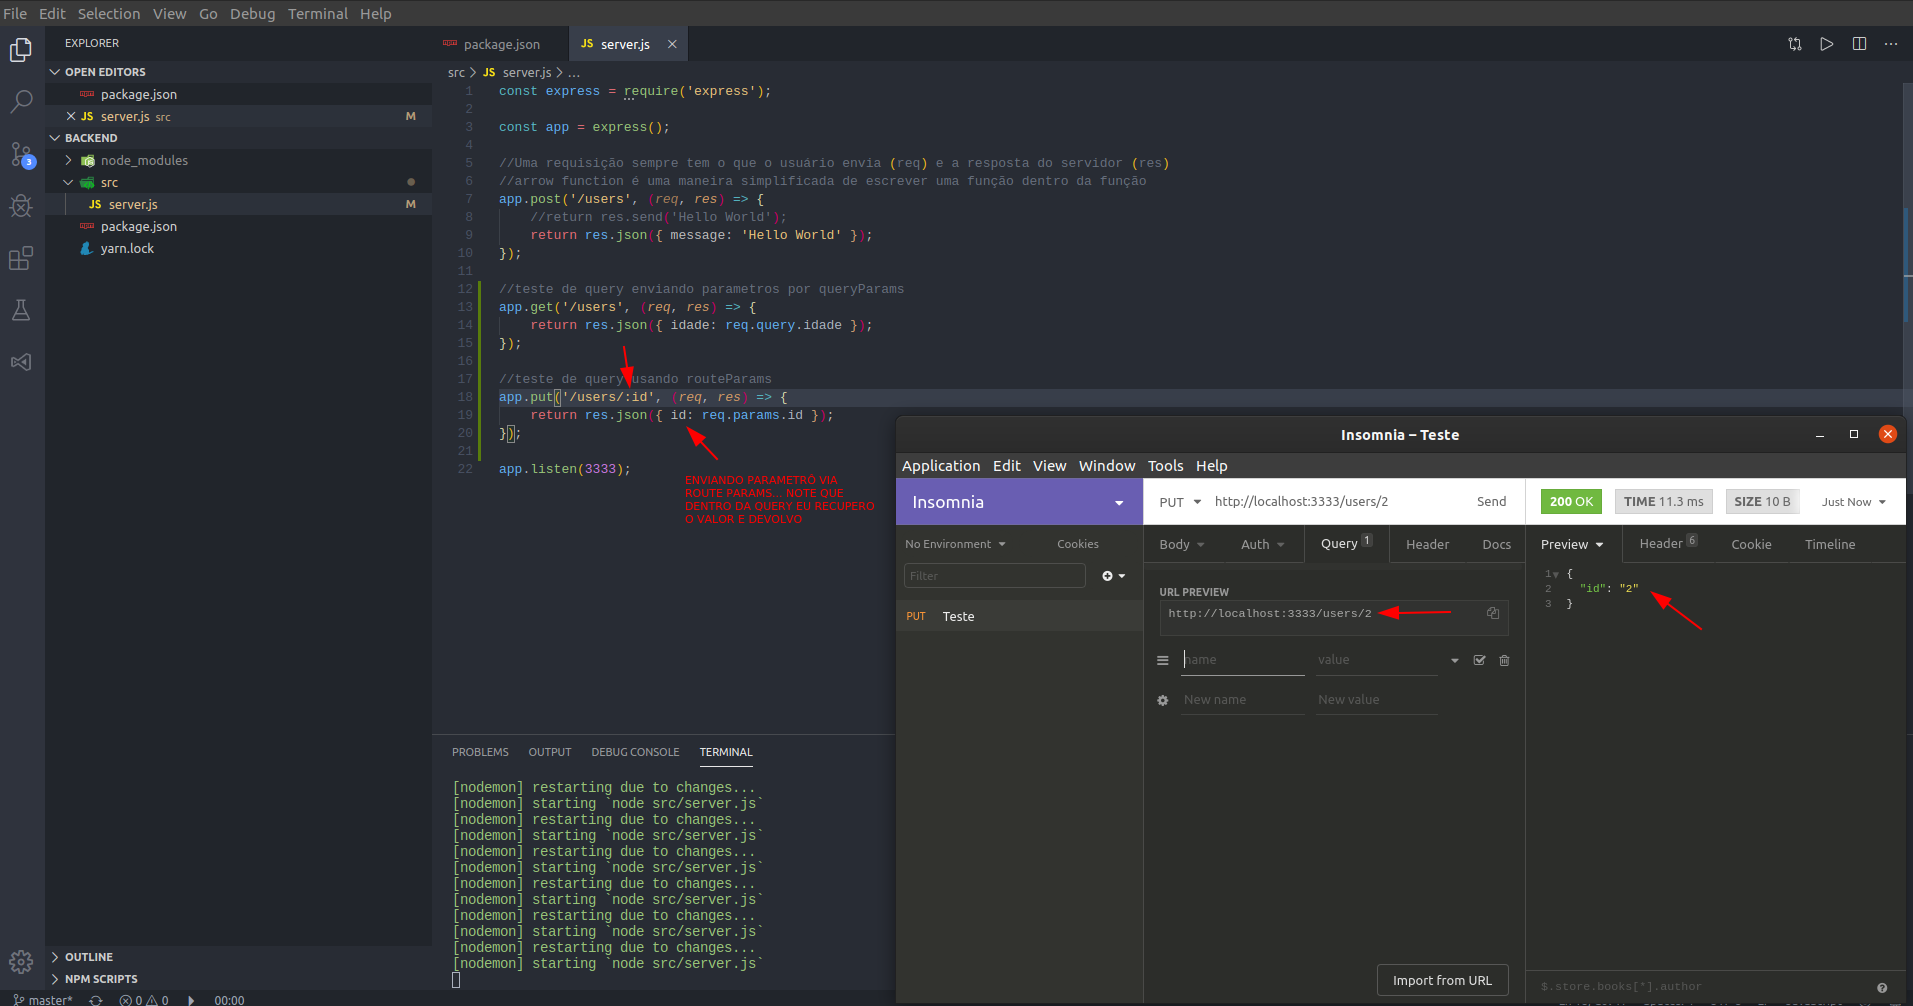 File Edit Selection View Go Debug Terminal Help
EXPLORER
OPEN EDITORS
package.json
server.js src M
BACKEND
node_modules
src
server.js M
package.json
yarn.lock
OUTLINE
NPM SCRIPTS
3
package.json
JS server.js
src > JS server.js > ...
1 const express = require('express');
2
3 const app = express();
4
5 //Uma requisição sempre tem o que o usuário envia (req) e a resposta do servidor (res)
6 //arrow function é uma maneira simplificada de escrever uma função dentro da função
7 app.post('/users', (req, res) => {
8 //return res.send('Hello World');
9 return res.json({ message: 'Hello World' });
10 });
11
12 //teste de query enviando parametros por queryParams
13 app.get('/users', (req, res) => {
14 return res.json({ idade: req.query.idade });
15 });
16
17 //teste de query usando routeParams
18 app.put('/users/:id', (req, res) => {
19 return res.json({ id: req.params.id });
20 });
21
22 app.listen(3333);
ENVIANDO PARAMETRÔ VIA
ROUTE PARAMS... NOTE QUE
DENTRO DA QUERY EU RECUPERO
O VALOR E DEVOLVO
PROBLEMS OUTPUT DEBUG CONSOLE TERMINAL
[nodemon] restarting due to changes...
[nodemon] starting `node src/server.js`
[nodemon] restarting due to changes...
[nodemon] starting `node src/server.js`
[nodemon] restarting due to changes...
[nodemon] starting `node src/server.js`
[nodemon] restarting due to changes...
[nodemon] starting `node src/server.js`
[nodemon] restarting due to changes...
[nodemon] starting `node src/server.js`
[nodemon] restarting due to changes...
[nodemon] starting `node src/server.js`
master* 0 0 00:00
Insomnia – Teste
Application Edit View Window Tools Help
Insomnia
PUT http://localhost:3333/users/2 Send
200 OK TIME 11.3 ms SIZE 10 B Just Now
No Environment Cookies
Filter
PUT Teste
Body Auth Query 1 Header Docs
URL PREVIEW
http://localhost:3333/users/2
name value
New name New value
Import from URL
Preview Header 6 Cookie Timeline
1 {
2 "id": "2"
3 }
$.store.books[*].author